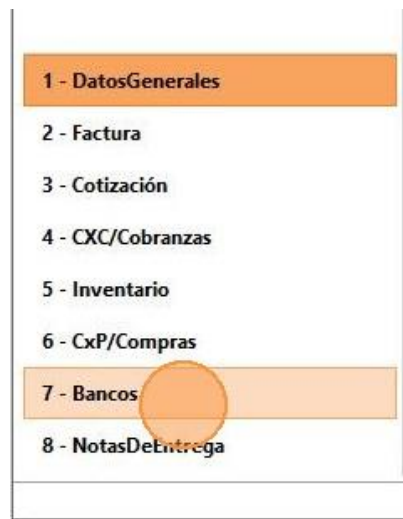 1 - DatosGenerales
2 - Factura
3 - Cotización
4 - CXC/Cobranzas
5 - Inventario
6 - CxP/Compras
7 - Bancos
8 - NotasDeEntrega